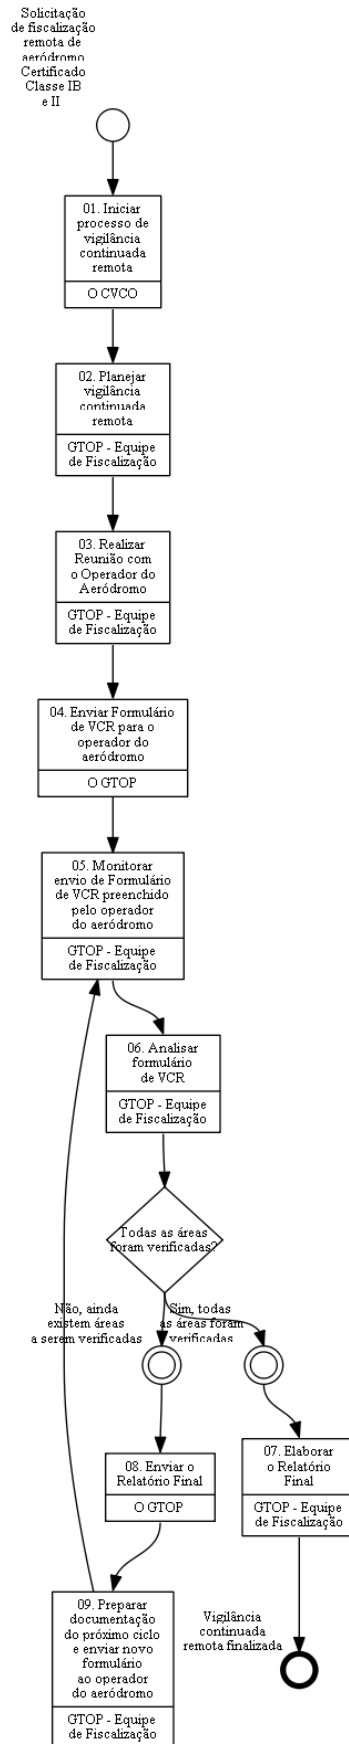 Solicitação
de fiscalização
remota de
aeródromo
Certificado
Classe IB
e II
01. Iniciar
processo de
vigilância
continuada
remota
O CVCO
02. Planejar
vigilância
continuada
remota
GTOP - Equipe
de Fiscalização
03. Realizar
Reunião com
o Operador do
Aeródromo
GTOP - Equipe
de Fiscalização
04. Enviar Formulário
de VCR para o
operador do
aeródromo
O GTOP
05. Monitorar
envio de Formulário
de VCR preenchido
pelo operador
do aeródromo
GTOP - Equipe
de Fiscalização
06. Analisar
formulário
de VCR
GTOP - Equipe
de Fiscalização
Todas as áreas
foram verificadas?
Não, ainda
existem áreas
a serem verificadas
Sim, todas
as áreas foram
verificadas
08. Enviar o
Relatório Final
O GTOP
07. Elaborar
o Relatório
Final
GTOP - Equipe
de Fiscalização
09. Preparar
documentação
do próximo ciclo
e enviar novo
formulário
ao operador
do aeródromo
GTOP - Equipe
de Fiscalização
Vigilância
continuada
remota finalizada